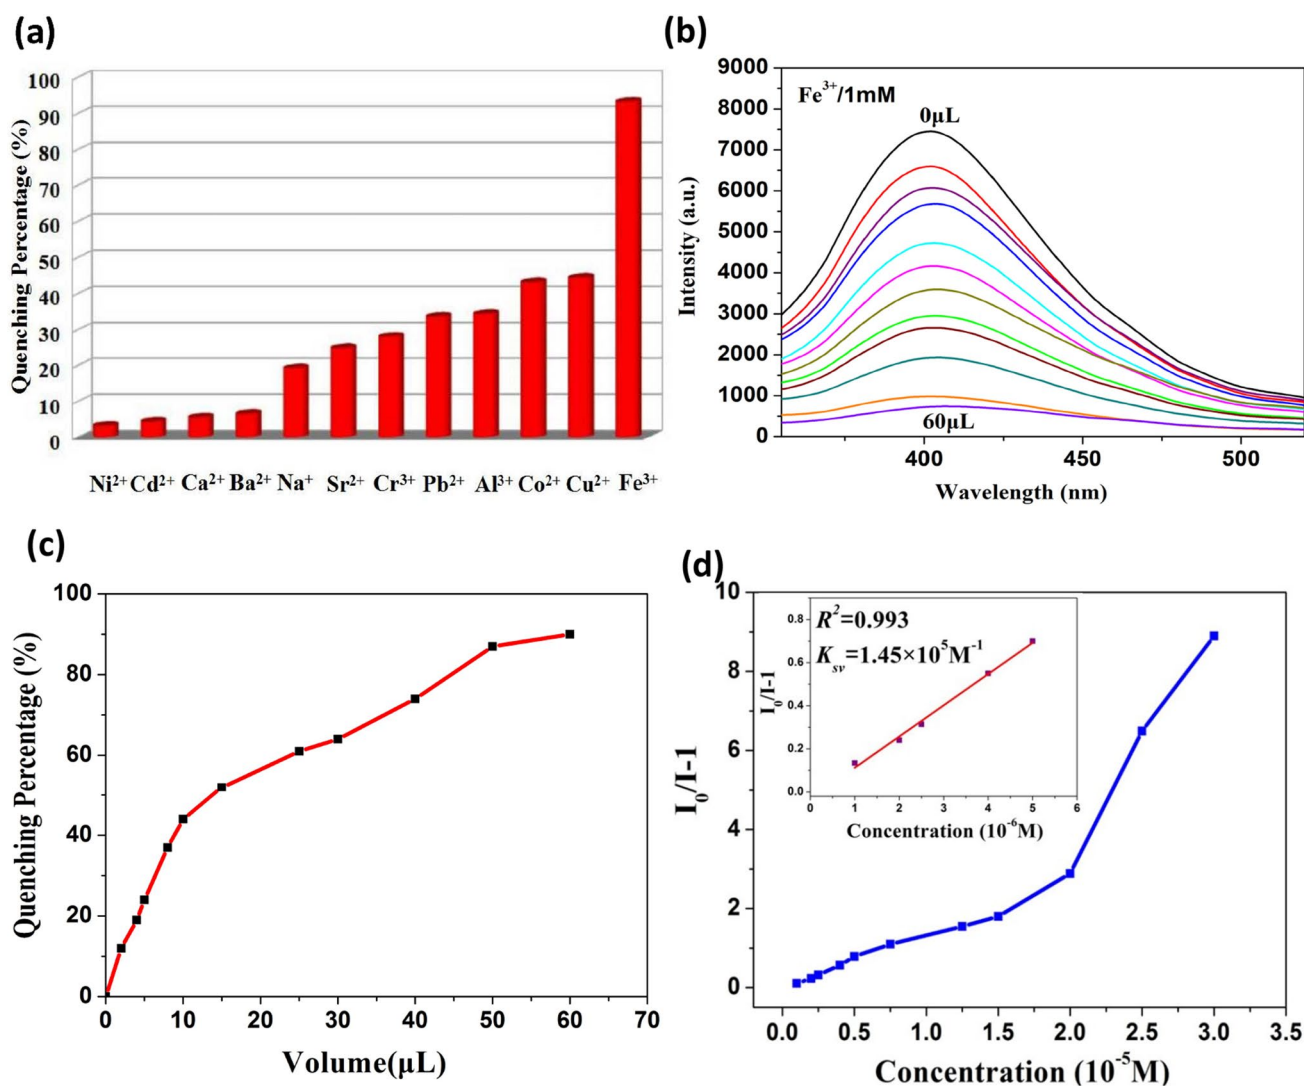 (a)
100
90
80
70
60
50
40
30
20
10
0
Quenching Percentage (%)
Ni²⁺ Cd²⁺ Ca²⁺ Ba²⁺ Na⁺ Sr²⁺ Cr³⁺ Pb²⁺ Al³⁺ Co²⁺ Cu²⁺ Fe³⁺
(b)
9000
8000
7000
6000
5000
4000
3000
2000
1000
0
Intensity (a.u.)
Fe³⁺/1mM
0μL
60μL
400 450 500
Wavelength (nm)
(c)
100
80
60
40
20
0
Quenching Percentage (%)
0 10 20 30 40 50 60 70
Volume(μL)
(d)
10
8
6
4
2
0
I₀/I-1
R²=0.993
Kₛᵥ=1.45×10⁵M⁻¹
0.8
0.6
0.4
0.2
0.0
I₀/I-1
0 1 2 3 4 5 6
Concentration (10⁻⁶M)
0.0 0.5 1.0 1.5 2.0 2.5 3.0 3.5
Concentration (10⁻⁵M)